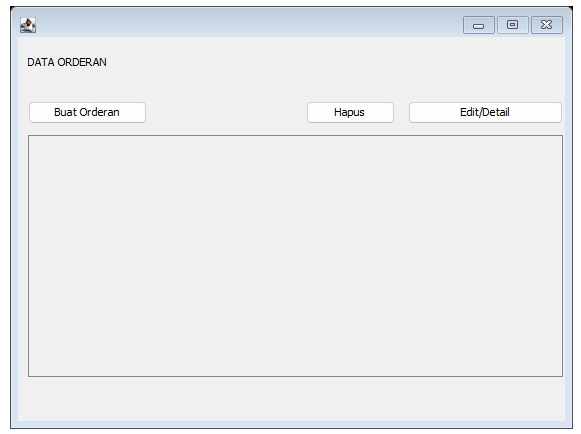 DATA ORDERAN
Buat Orderan
Hapus
Edit/Detail